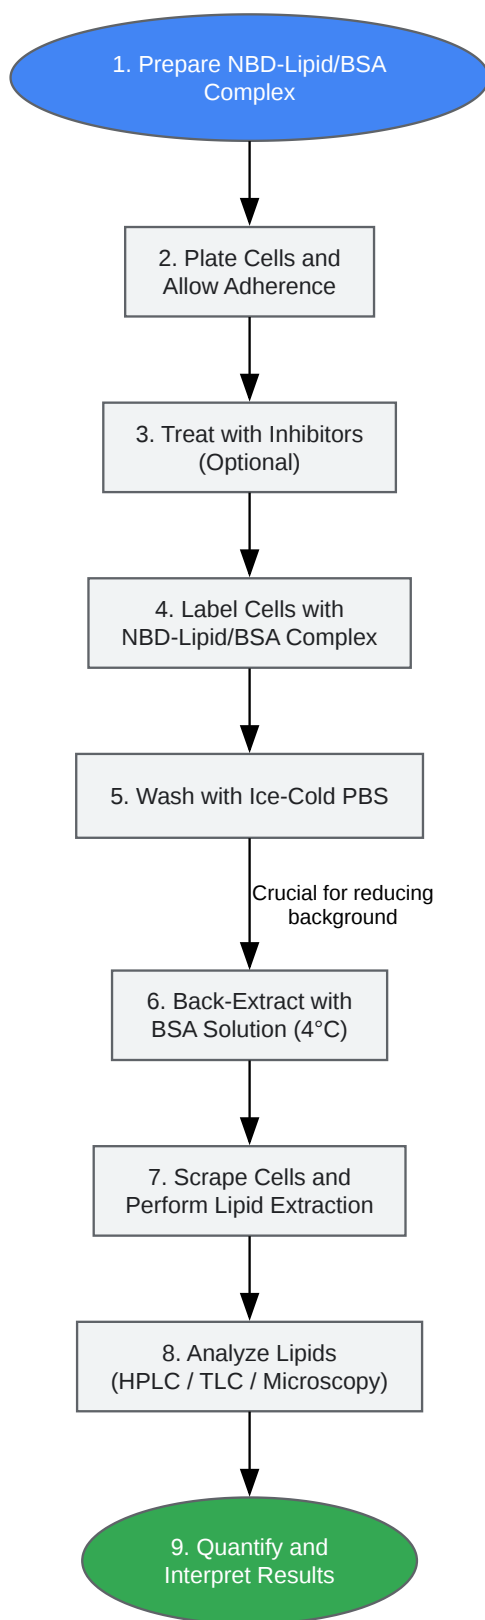 1. Prepare NBD-Lipid/BSA
Complex
2. Plate Cells and
Allow Adherence
3. Treat with Inhibitors
(Optional)
4. Label Cells with
NBD-Lipid/BSA Complex
5. Wash with Ice-Cold PBS
Crucial for reducing
background
6. Back-Extract with
BSA Solution (4°C)
7. Scrape Cells and
Perform Lipid Extraction
8. Analyze Lipids
(HPLC / TLC / Microscopy)
9. Quantify and
Interpret Results